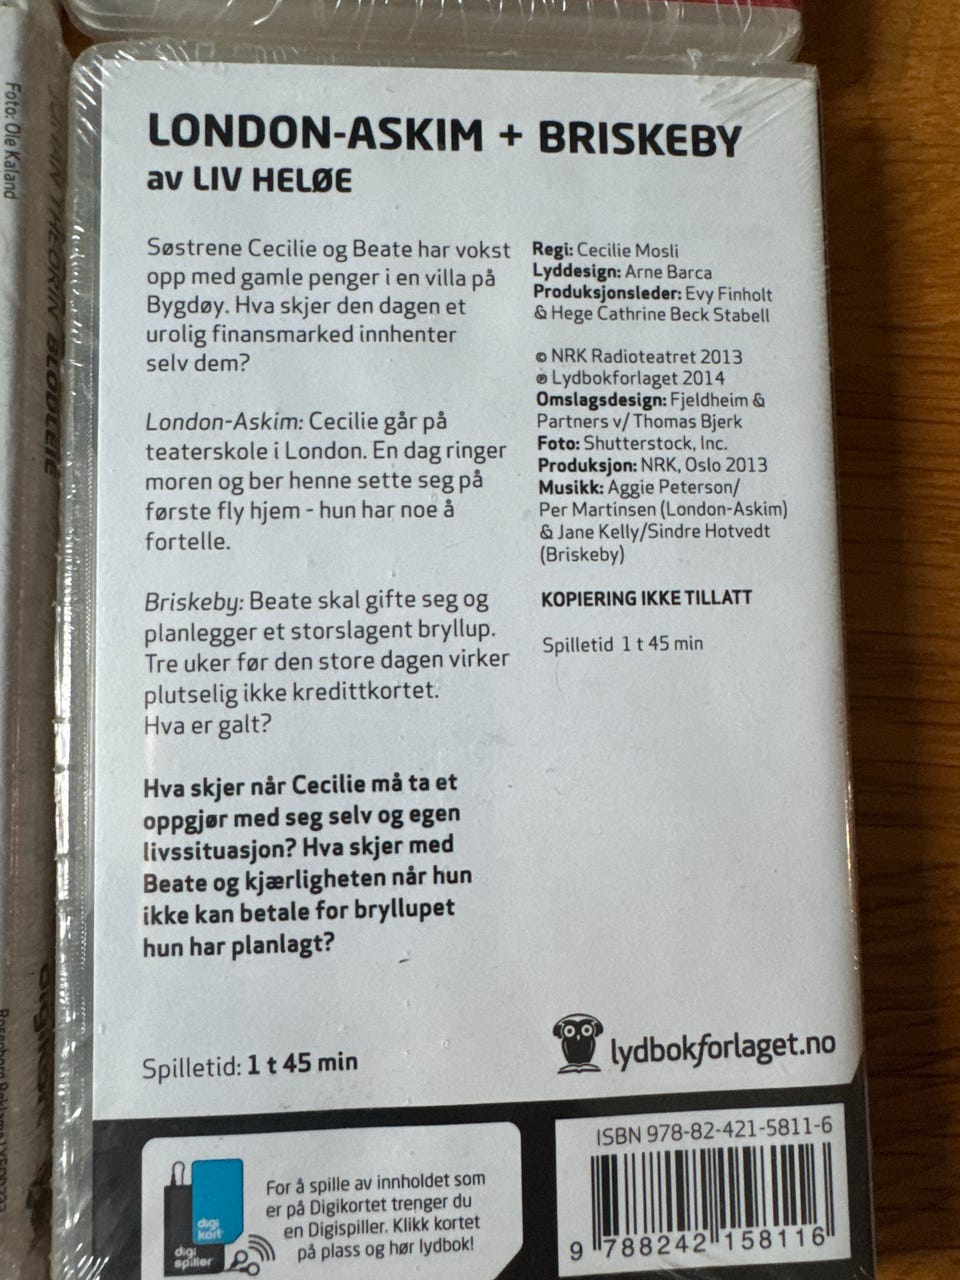 LONDON-ASKIM + BRISKEBY
av LIV HELØE
Søstrene Cecilie og Beate har vokst
opp med gamle penger i en villa på
Bygdøy. Hva skjer den dagen et
urolig finansmarked innhenter
selv dem?
London-Askim: Cecilie går på
teaterskole i London. En dag ringer
moren og ber henne sette seg på
første fly hjem - hun har noe å
fortelle.
Briskeby: Beate skal gifte seg og
planlegger et storslagent bryllup.
Tre uker før den store dagen virker
plutselig ikke kredittkortet.
Hva er galt?
Hva skjer når Cecilie må ta et
oppgjør med seg selv og egen
livssituasjon? Hva skjer med
Beate og kjærligheten når hun
ikke kan betale for bryllupet
hun har planlagt?
Spilletid: 1 t 45 min
Regi: Cecilie Mosli
Lyddesign: Arne Barca
Produksjonsleder: Evy Finholt
& Hege Cathrine Beck Stabell
© NRK Radioteatret 2013
℗ Lydbokforlaget 2014
Omslagsdesign: Fjeldheim &
Partners v/ Thomas Bjerk
Foto: Shutterstock, Inc.
Produksjon: NRK, Oslo 2013
Musikk: Aggie Peterson/
Per Martinsen (London-Askim)
& Jane Kelly/Sindre Hotvedt
(Briskeby)
KOPIERING IKKE TILLATT
Spilletid 1 t 45 min
lydbokforlaget.no
digi
kort
digi
spiller
For å spille av innholdet som
er på Digikortet trenger du
en Digispiller. Klikk kortet
på plass og hør lydbok!
ISBN 978-82-421-5811-6
9 788242 158116
Foto: Ole Kaland
THEORIN BLODLEIE